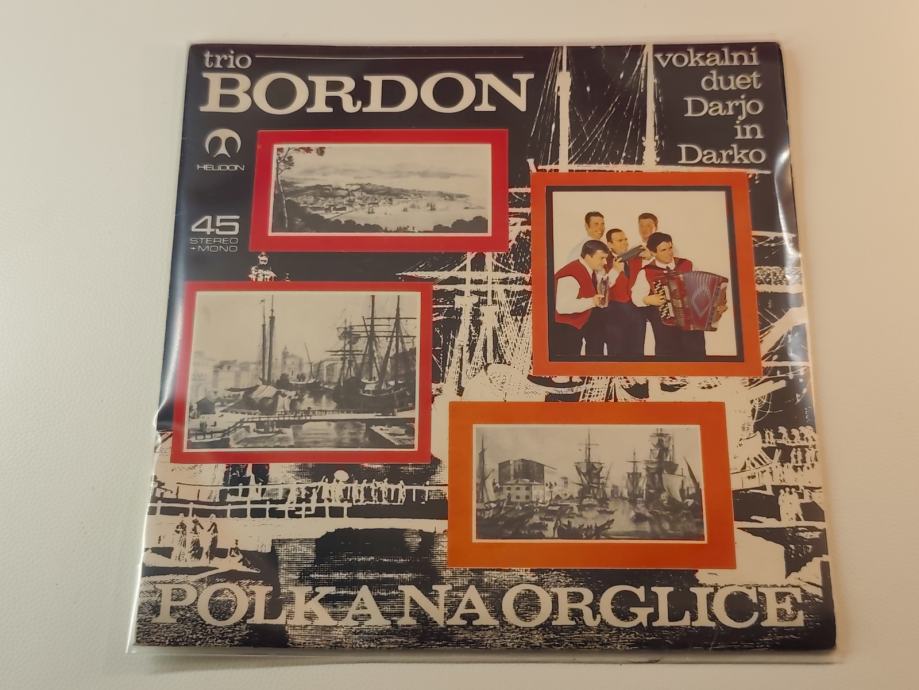 trio
BORDON
vokalni
duet
Darjo
in
Darko
HELIDON
45
STEREO
+MONO
POLKA NA ORGLICE